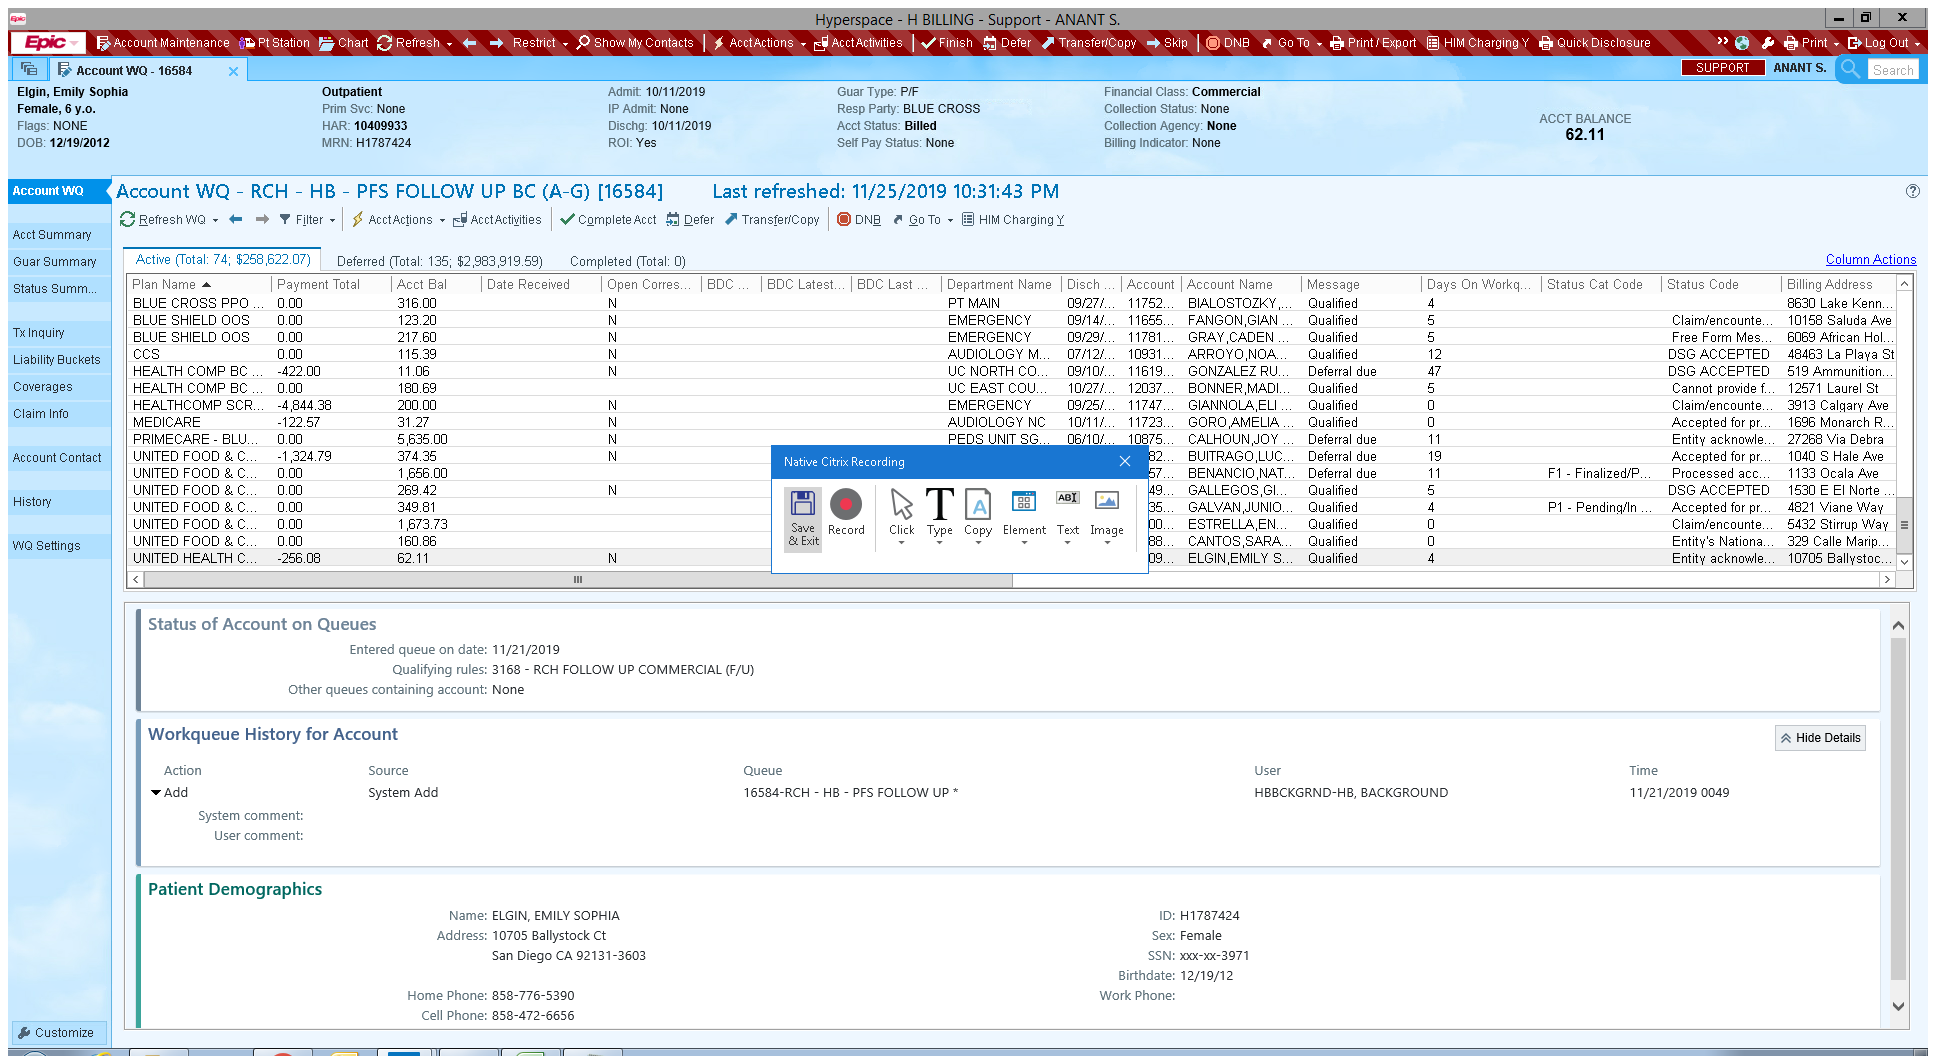 Epic
Hyperspace - H BILLING - Support - ANANT S.
Epic Account Maintenance Pt Station Chart Refresh Restrict Show My Contacts AcctActions AcctActivities Finish Defer Transfer/Copy Skip DNB Go To Print / Export HIM Charging Y Quick Disclosure Print Log Out
Account WQ - 16584 SUPPORT ANANT S. Search
Elgin, Emily Sophia Outpatient Admit: 10/11/2019 Guar Type: P/F Financial Class: Commercial
Female, 6 y.o. Prim Svc: None IP Admit: None Resp Party: BLUE CROSS Collection Status: None ACCT BALANCE
Flags: NONE HAR: 10409933 Dischg: 10/11/2019 Acct Status: Billed Collection Agency: None 62.11
DOB: 12/19/2012 MRN: H1787424 ROI: Yes Self Pay Status: None Billing Indicator: None
Account WQ
Acct Summary
Guar Summary
Status Summ...
Tx Inquiry
Liability Buckets
Coverages
Claim Info
Account Contact
History
WQ Settings
Customize
Account WQ - RCH - HB - PFS FOLLOW UP BC (A-G) [16584] Last refreshed: 11/25/2019 10:31:43 PM
Refresh WQ Filter AcctActions AcctActivities Complete Acct Defer Transfer/Copy DNB Go To HIM Charging Y
Active (Total: 74; $258,622.07) Deferred (Total: 135; $2,983,919.59) Completed (Total: 0) Column Actions
Plan Name Payment Total Acct Bal Date Received Open Corres... BDC ... BDC Latest... BDC Last ... Department Name Disch ... Account Account Name Message Days On Workq... Status Cat Code Status Code Billing Address
BLUE CROSS PPO ... 0.00 316.00 N PT MAIN 09/27/... 11752... BIALOSTOZKY,... Qualified 4 8630 Lake Kenn...
BLUE SHIELD OOS 0.00 123.20 N EMERGENCY 09/14/... 11655... FANGON,GIAN ... Qualified 5 Claim/encounte... 10158 Saluda Ave
BLUE SHIELD OOS 0.00 217.60 N EMERGENCY 09/29/... 11781... GRAY,CADEN ... Qualified 5 Free Form Mes... 6069 African Hol...
CCS 0.00 115.39 N AUDIOLOGY M... 07/12/... 10931... ARROYO,NOA... Qualified 12 DSG ACCEPTED 48463 La Playa St
HEALTH COMP BC ... -422.00 11.06 N UC NORTH CO... 09/10/... 11619... GONZALEZ RU... Deferral due 47 DSG ACCEPTED 519 Ammunition...
HEALTH COMP BC ... 0.00 180.69 N UC EAST COU... 10/27/... 12037... BONNER,MADI... Qualified 5 Cannot provide f... 12571 Laurel St
HEALTHCOMP SCR... -4,844.38 200.00 N EMERGENCY 09/25/... 11747... GIANNOLA,ELI ... Qualified 0 Claim/encounte... 3913 Calgary Ave
MEDICARE -122.57 31.27 N AUDIOLOGY NC 10/11/... 11723... GORO,AMELIA ... Qualified 0 Accepted for pr... 1696 Monarch R...
PRIMECARE - BLU... 0.00 5,635.00 N PEDS UNIT SG... 06/10/... 10875... CALHOUN,JOY ... Deferral due 11 Entity acknowle... 27268 Via Debra
UNITED FOOD & C... -1,324.79 374.35 N 82... BUITRAGO,LUC... Deferral due 19 Accepted for pr... 1040 S Hale Ave
UNITED FOOD & C... 0.00 1,656.00 N 57... BENANCIO,NAT... Deferral due 11 F1 - Finalized/P... Processed acc... 1133 Ocala Ave
UNITED FOOD & C... 0.00 269.42 N 49... GALLEGOS,GI... Qualified 5 DSG ACCEPTED 1530 E El Norte ...
UNITED FOOD & C... 0.00 349.81 35... GALVAN,JUNIO... Qualified 4 P1 - Pending/In ... Accepted for pr... 4821 Viane Way
UNITED FOOD & C... 0.00 1,673.73 00... ESTRELLA,EN... Qualified 0 Claim/encounte... 5432 Stirrup Way
UNITED FOOD & C... 0.00 160.86 88... CANTOS,SARA... Qualified 0 Entity's Nationa... 329 Calle Marip...
UNITED HEALTH C... -256.08 62.11 N 09... ELGIN,EMILY S... Qualified 4 Entity acknowle... 10705 Ballystoc...
Native Citrix Recording
Save & Exit Record Click Type Copy Element Text Image
Status of Account on Queues
Entered queue on date: 11/21/2019
Qualifying rules: 3168 - RCH FOLLOW UP COMMERCIAL (F/U)
Other queues containing account: None
Workqueue History for Account Hide Details
Action Source Queue User Time
Add System Add 16584-RCH - HB - PFS FOLLOW UP * HBBCKGRND-HB, BACKGROUND 11/21/2019 0049
System comment:
User comment:
Patient Demographics
Name: ELGIN, EMILY SOPHIA ID: H1787424
Address: 10705 Ballystock Ct Sex: Female
San Diego CA 92131-3603 SSN: xxx-xx-3971
Birthdate: 12/19/12
Home Phone: 858-776-5390 Work Phone:
Cell Phone: 858-472-6656